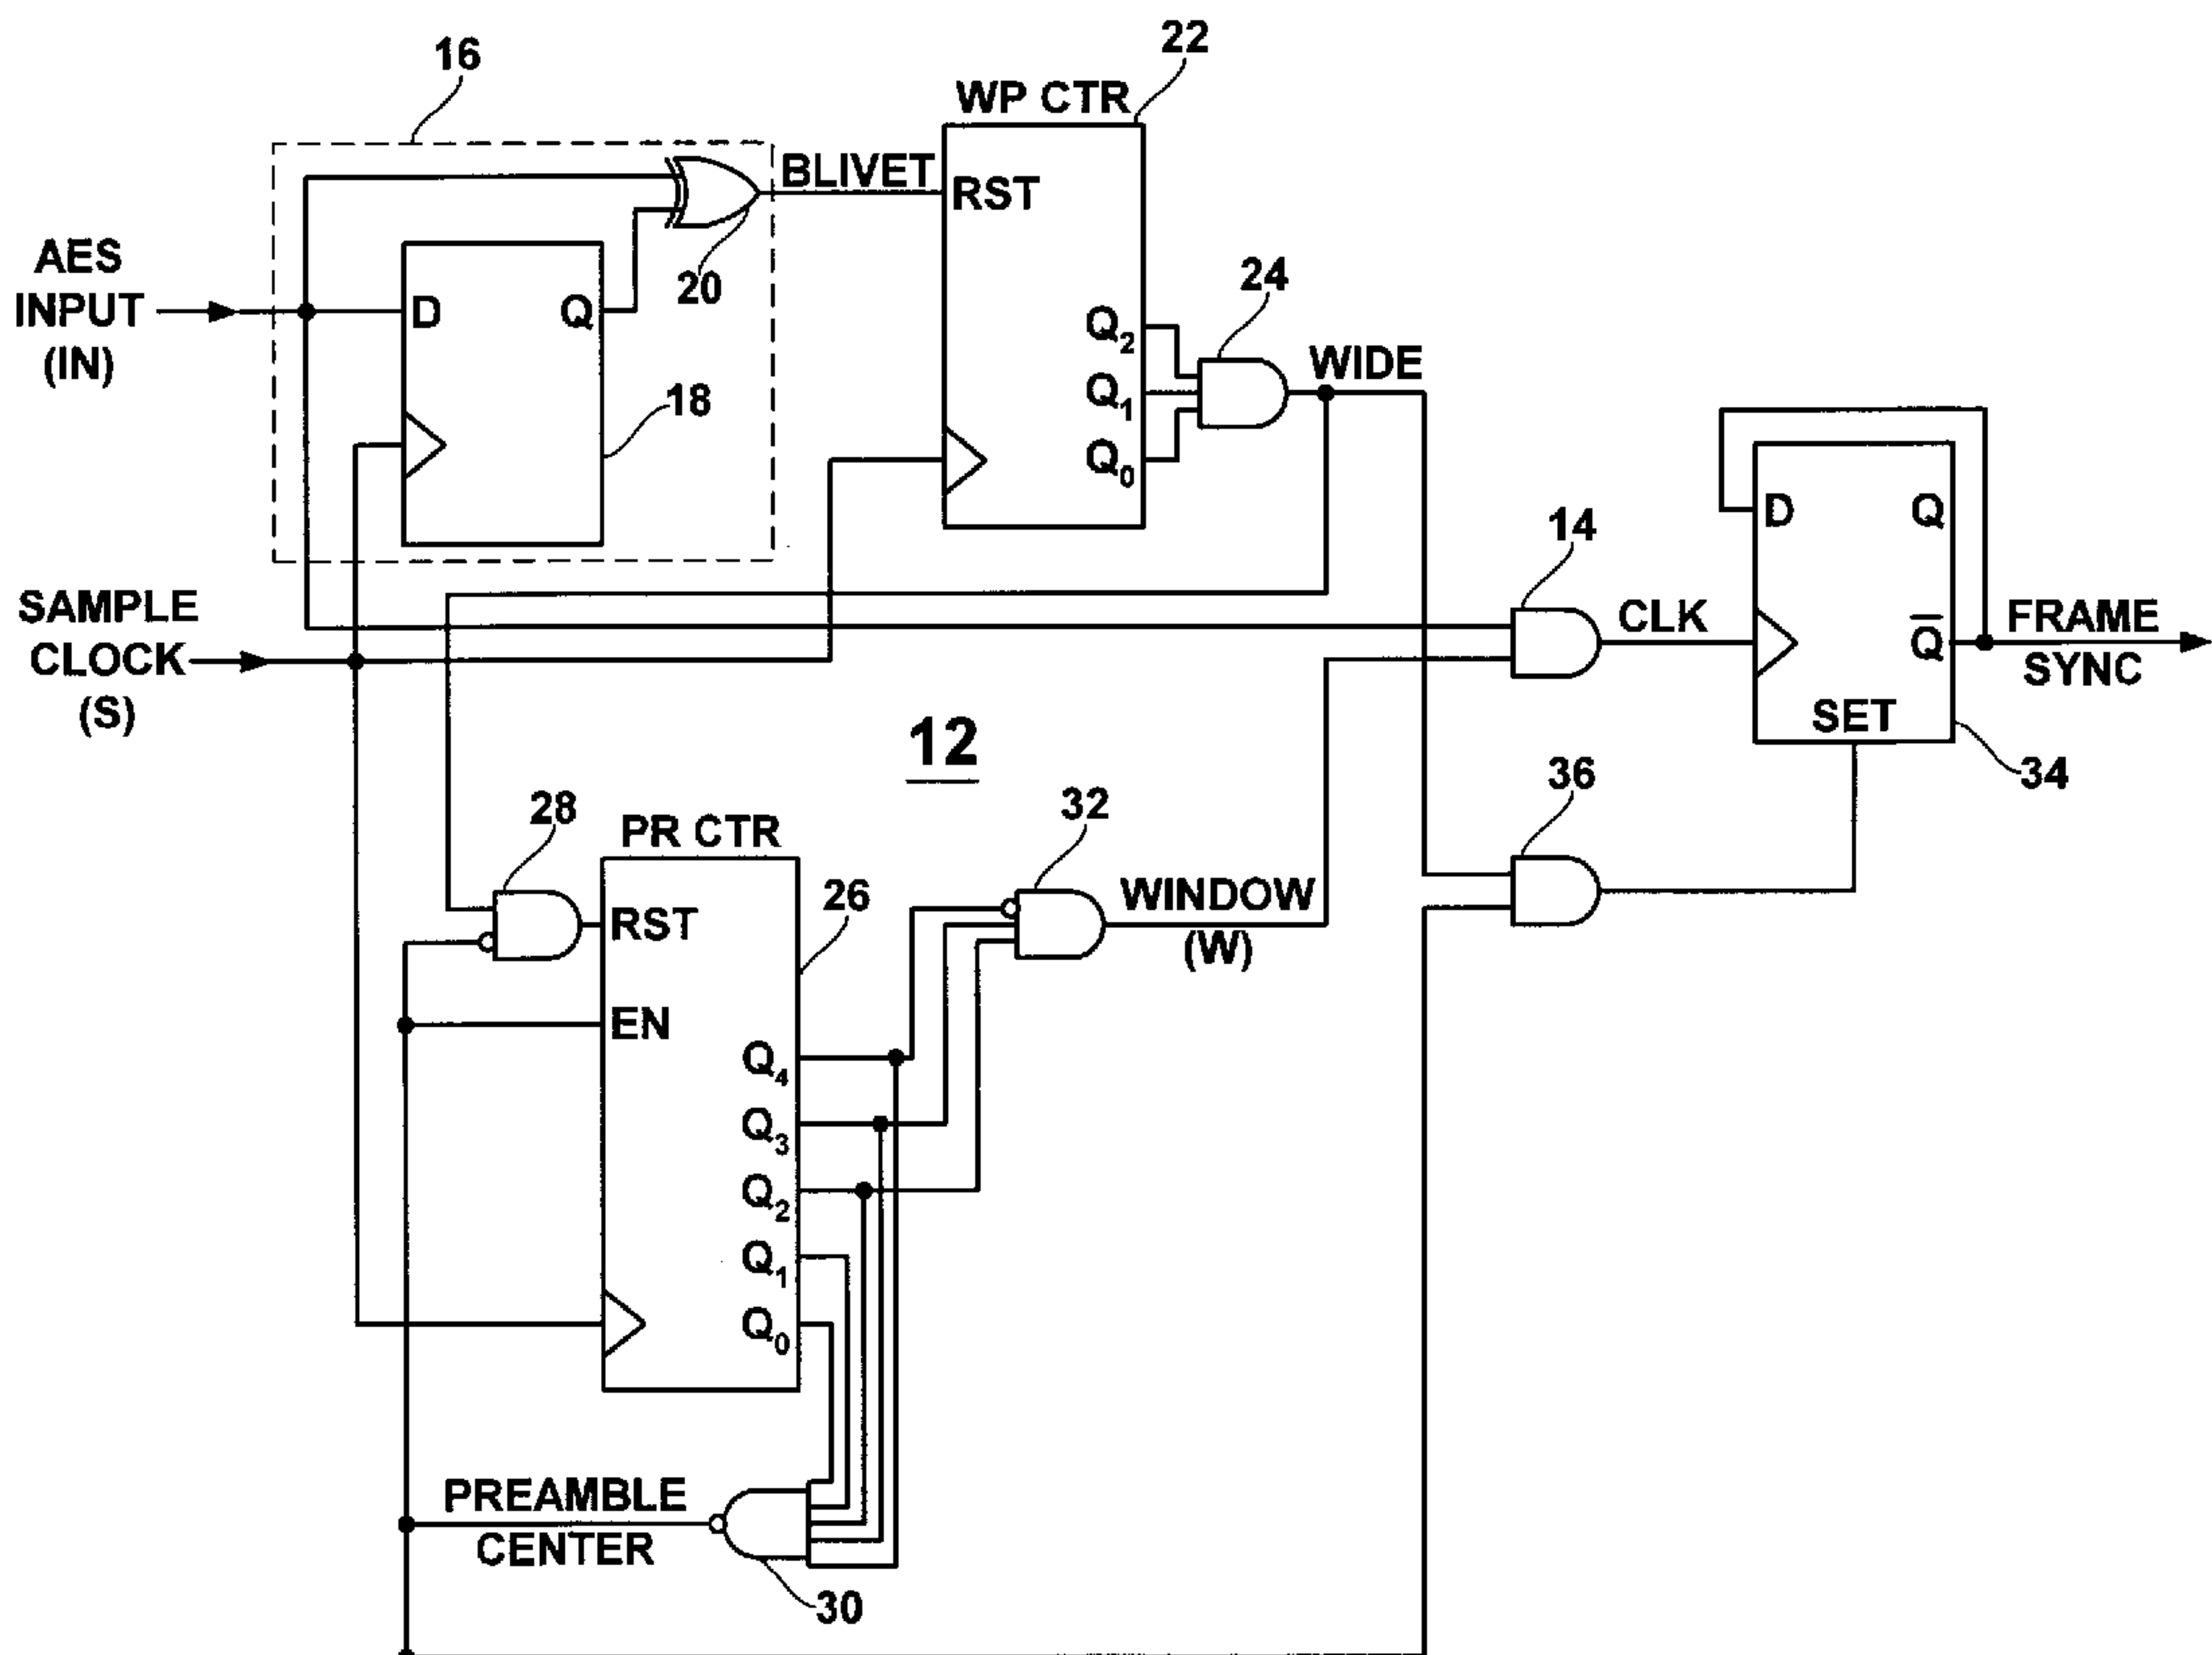 16
22
WP CTR
BLIVET
RST
AES
INPUT
(IN)
D
Q
20
24
Q2
WIDE
Q1
18
Q0
D
Q
14
SAMPLE
CLOCK
(S)
CLK
Q̅
FRAME
SYNC
SET
12
34
36
28
PR CTR
32
26
WINDOW
(W)
RST
EN
Q4
Q3
Q2
Q1
Q0
PREAMBLE
CENTER
30